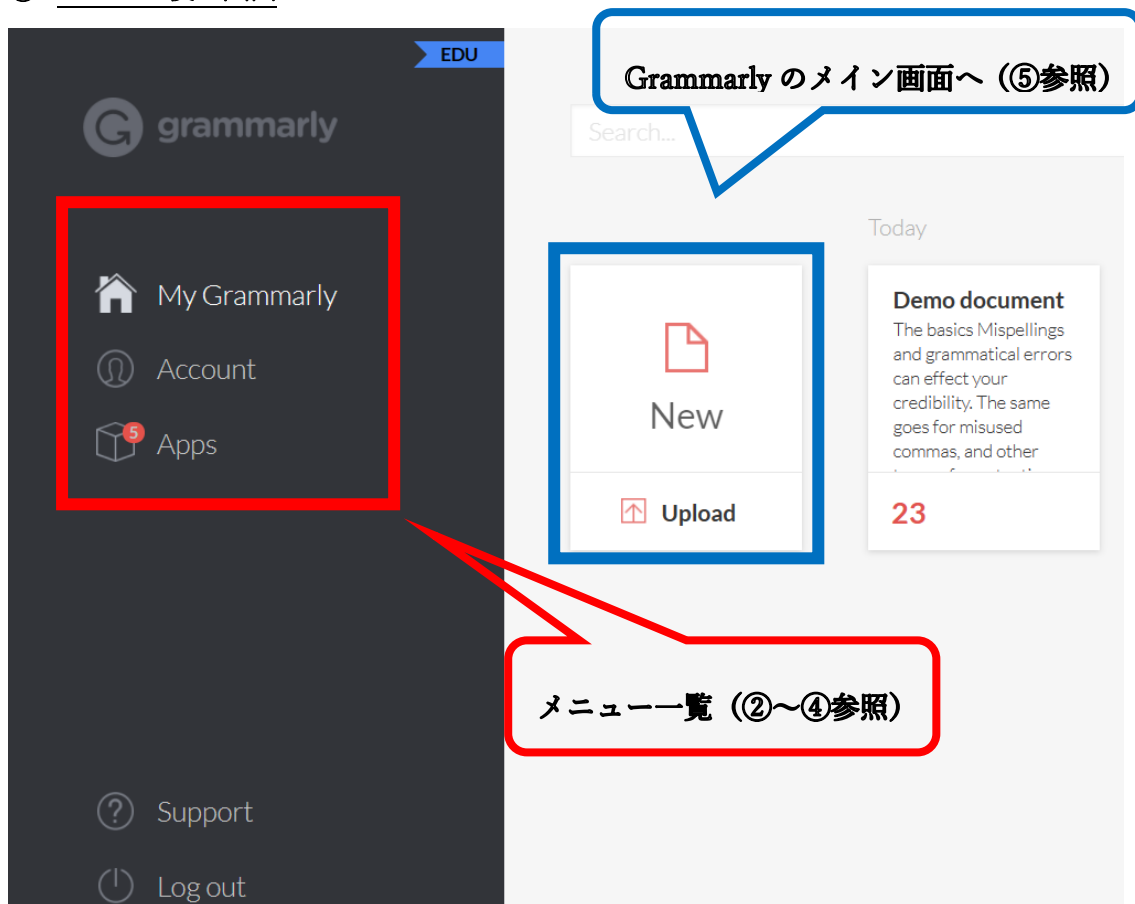 EDU
Grammarly のメイン画面へ（⑤参照）
grammarly
Search...
Today
My Grammarly
Account
5
Apps
New
Upload
Demo document
The basics Mispellings
and grammatical errors
can effect your
credibility. The same
goes for misused
commas, and other
23
メニュー一覧（②～④参照）
Support
Log out